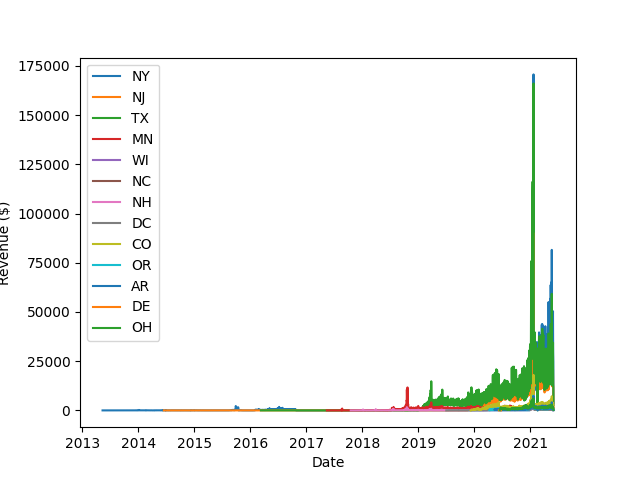 175000
150000
125000
100000
75000
50000
25000
0
Revenue ($)
NY
NJ
TX
MN
WI
NC
NH
DC
CO
OR
AR
DE
OH
2013 2014 2015 2016 2017 2018 2019 2020 2021
Date